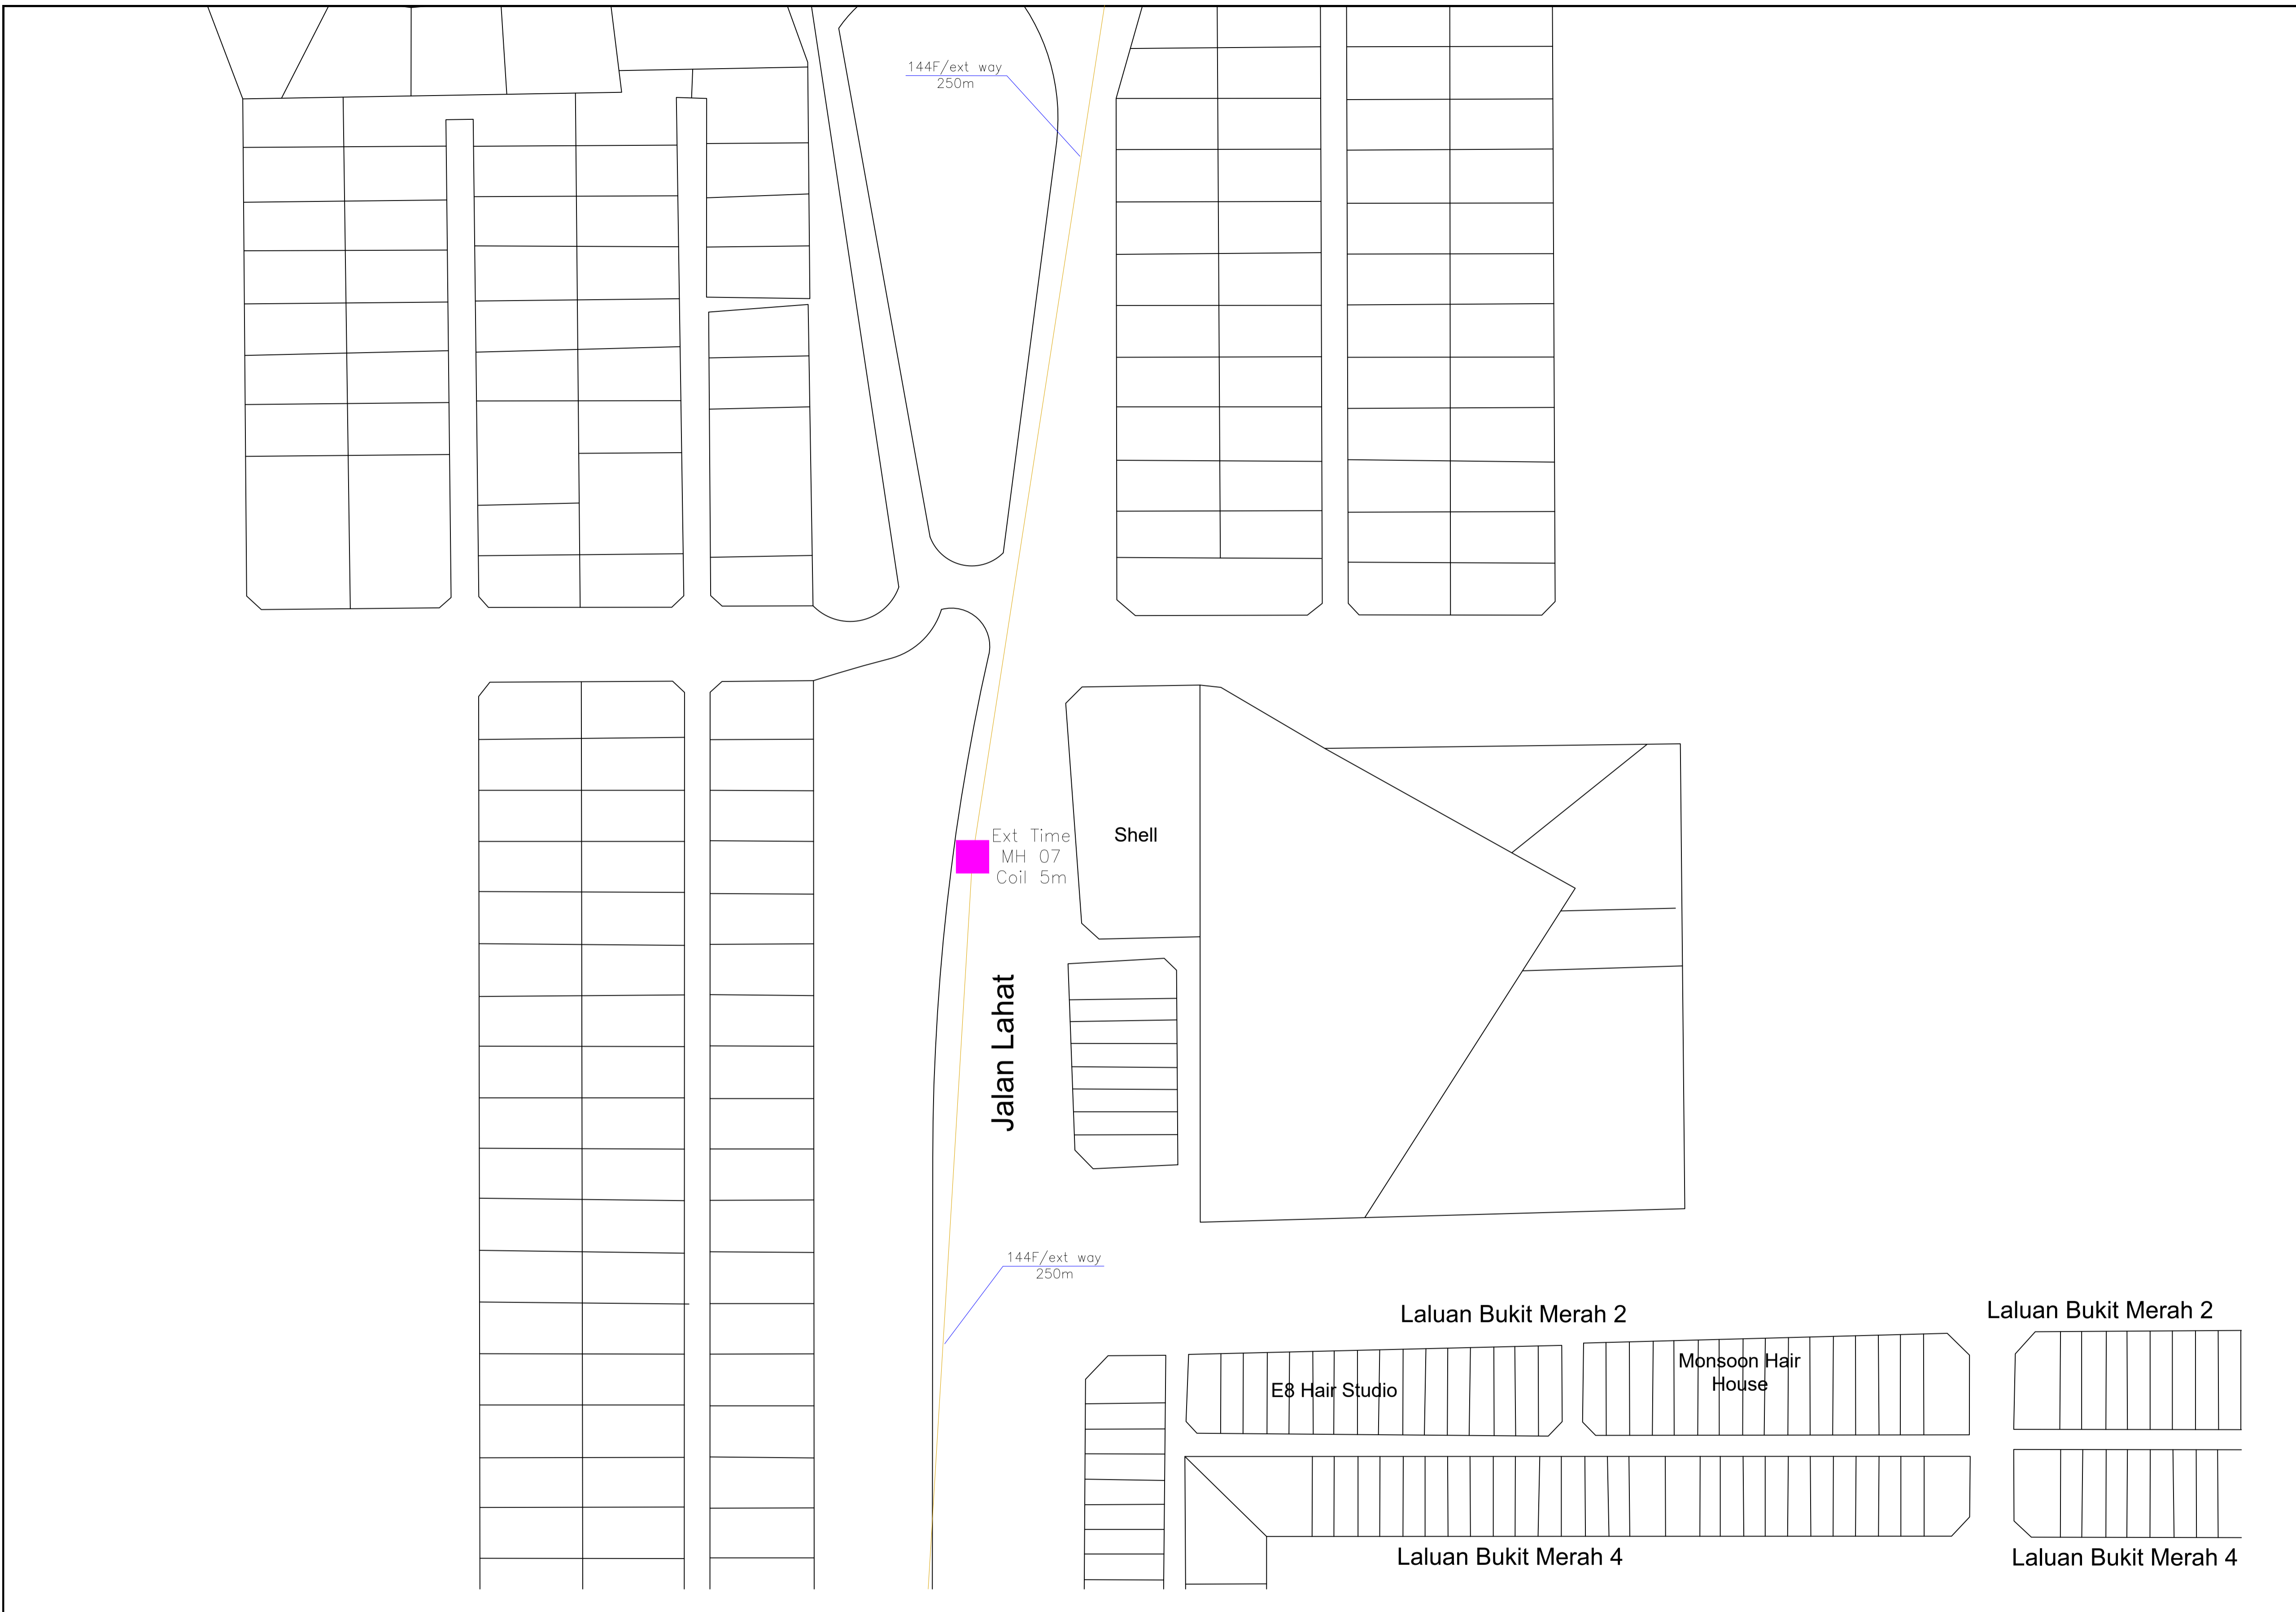 144F/ext way
250m
Ext Time
MH 07
Coil 5m
Shell
Jalan Lahat
144F/ext way
250m
Laluan Bukit Merah 2
Laluan Bukit Merah 2
Monsoon Hair
House
E8 Hair Studio
Laluan Bukit Merah 4
Laluan Bukit Merah 4